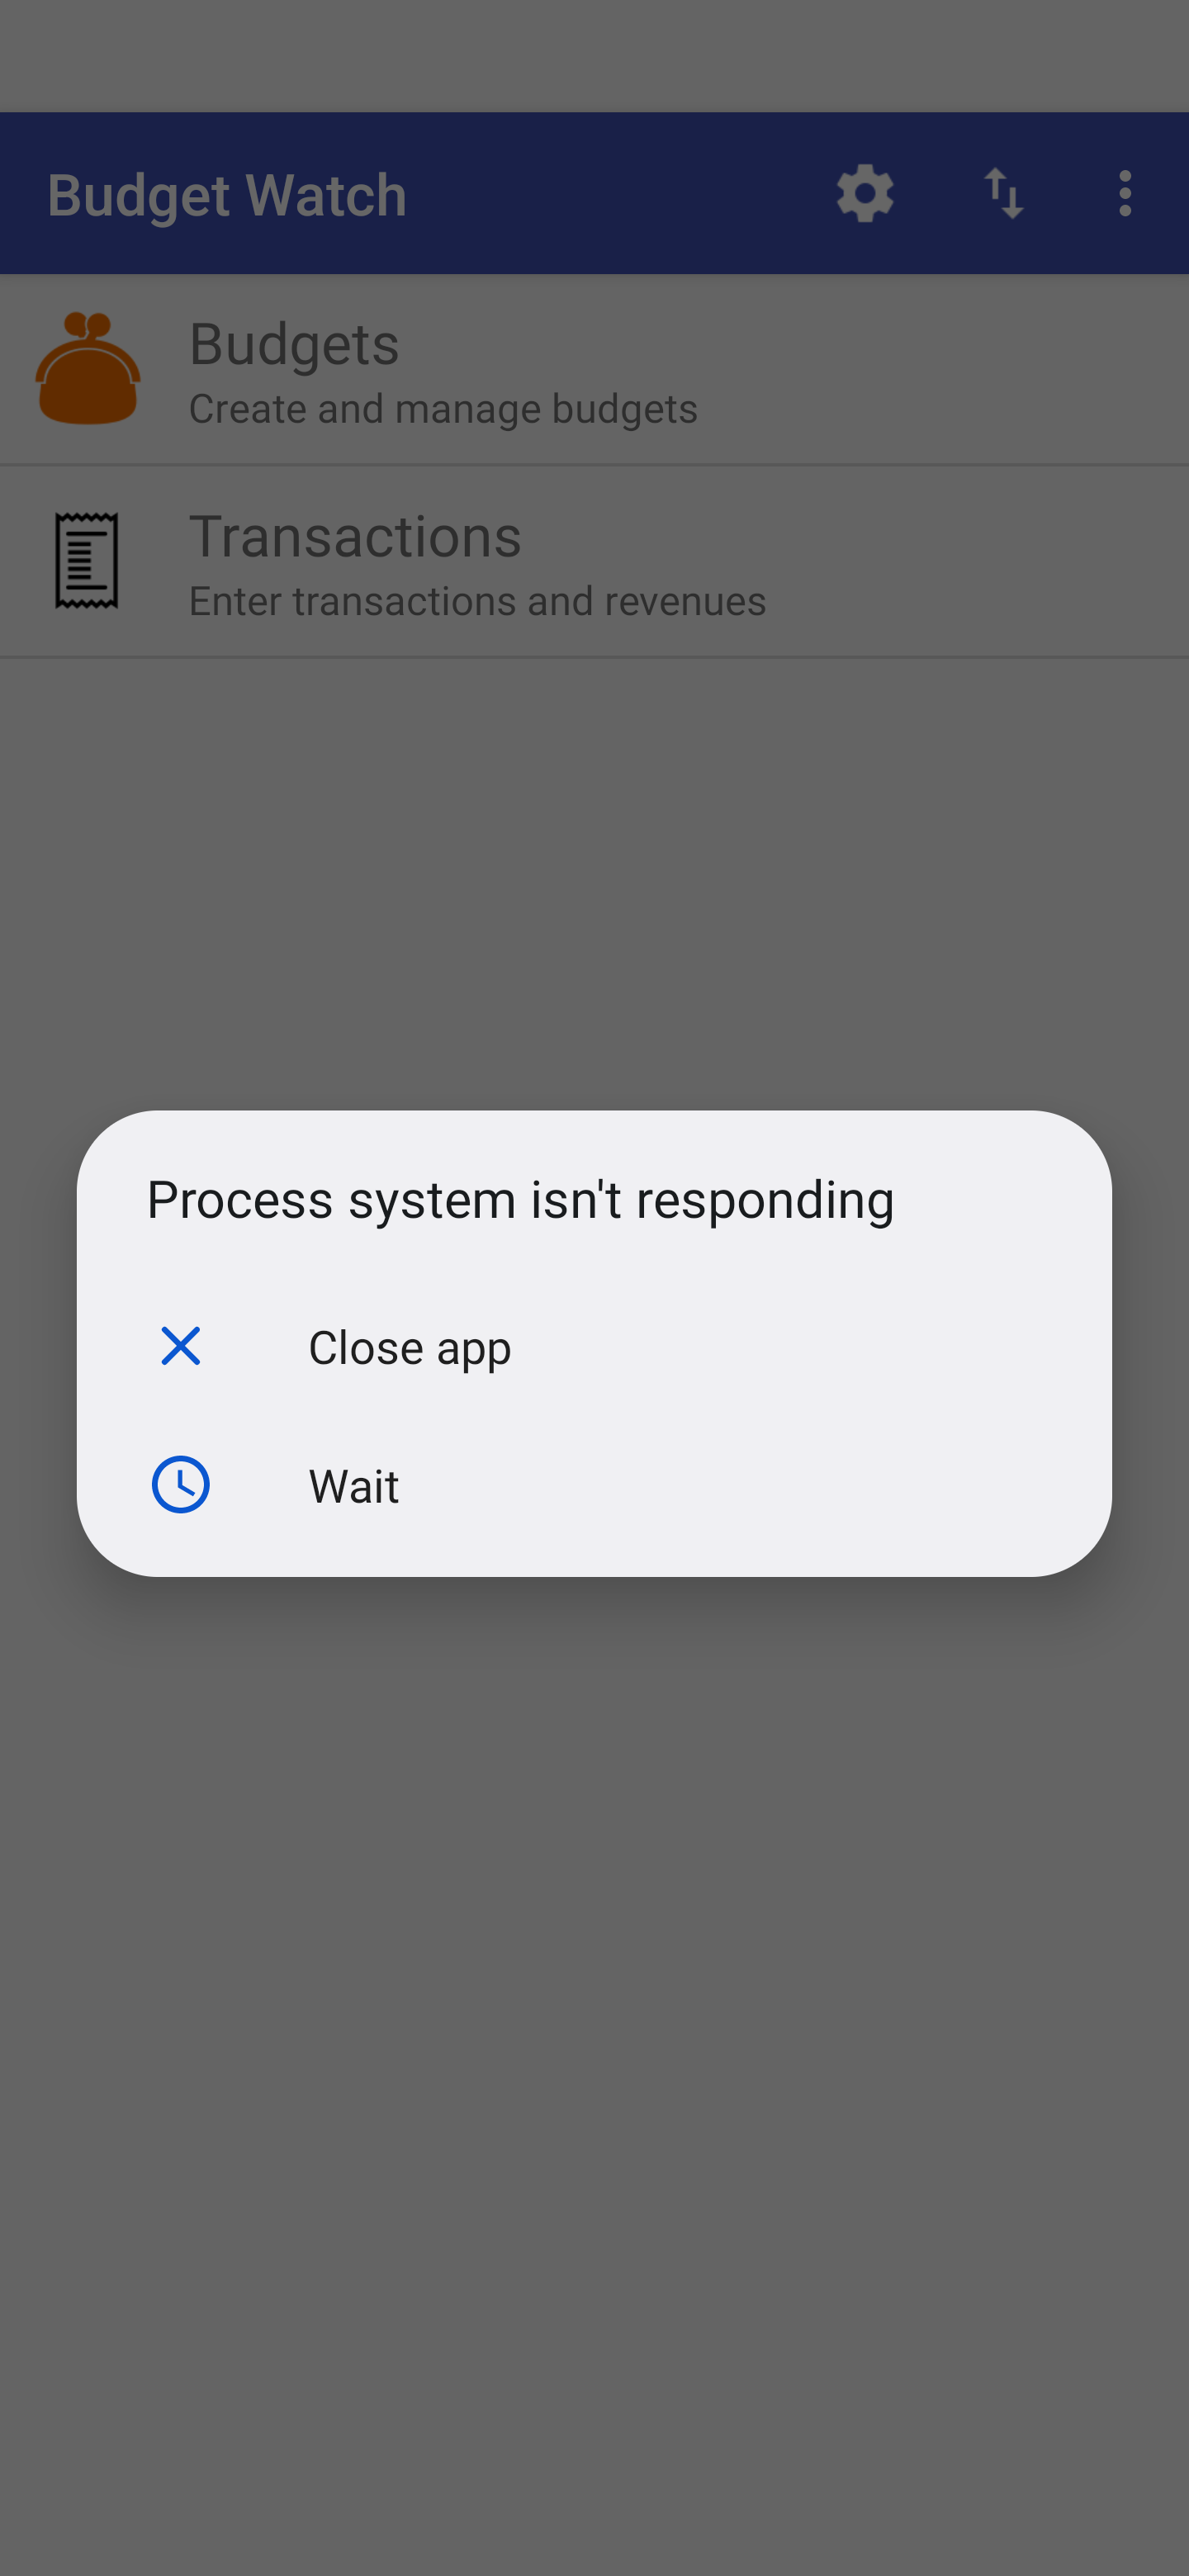 Budget Watch
Budgets
Create and manage budgets
Transactions
Enter transactions and revenues
Process system isn't responding
Close app
Wait